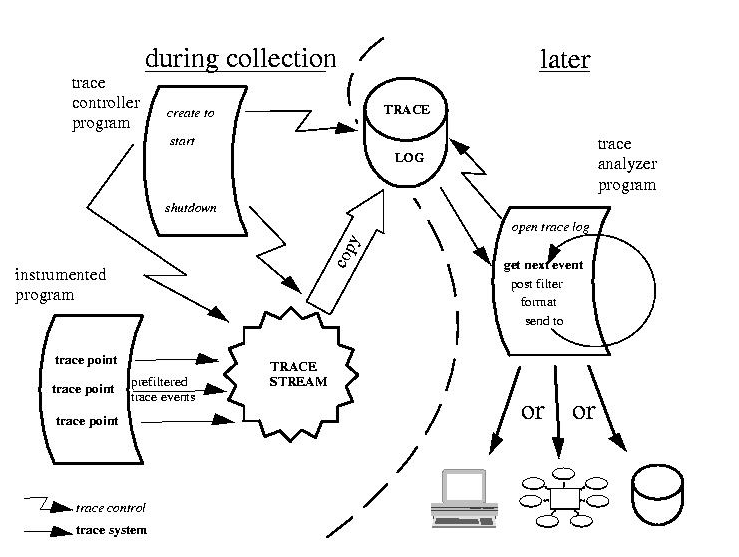 during collection
later
trace
controller
program
create to
start
shutdown
TRACE
LOG
trace
analyzer
program
open trace log
get next event
post filter
format
send to
copy
instrumented
program
trace point
trace point
trace point
prefiltered
trace events
TRACE
STREAM
or
or
trace control
trace system